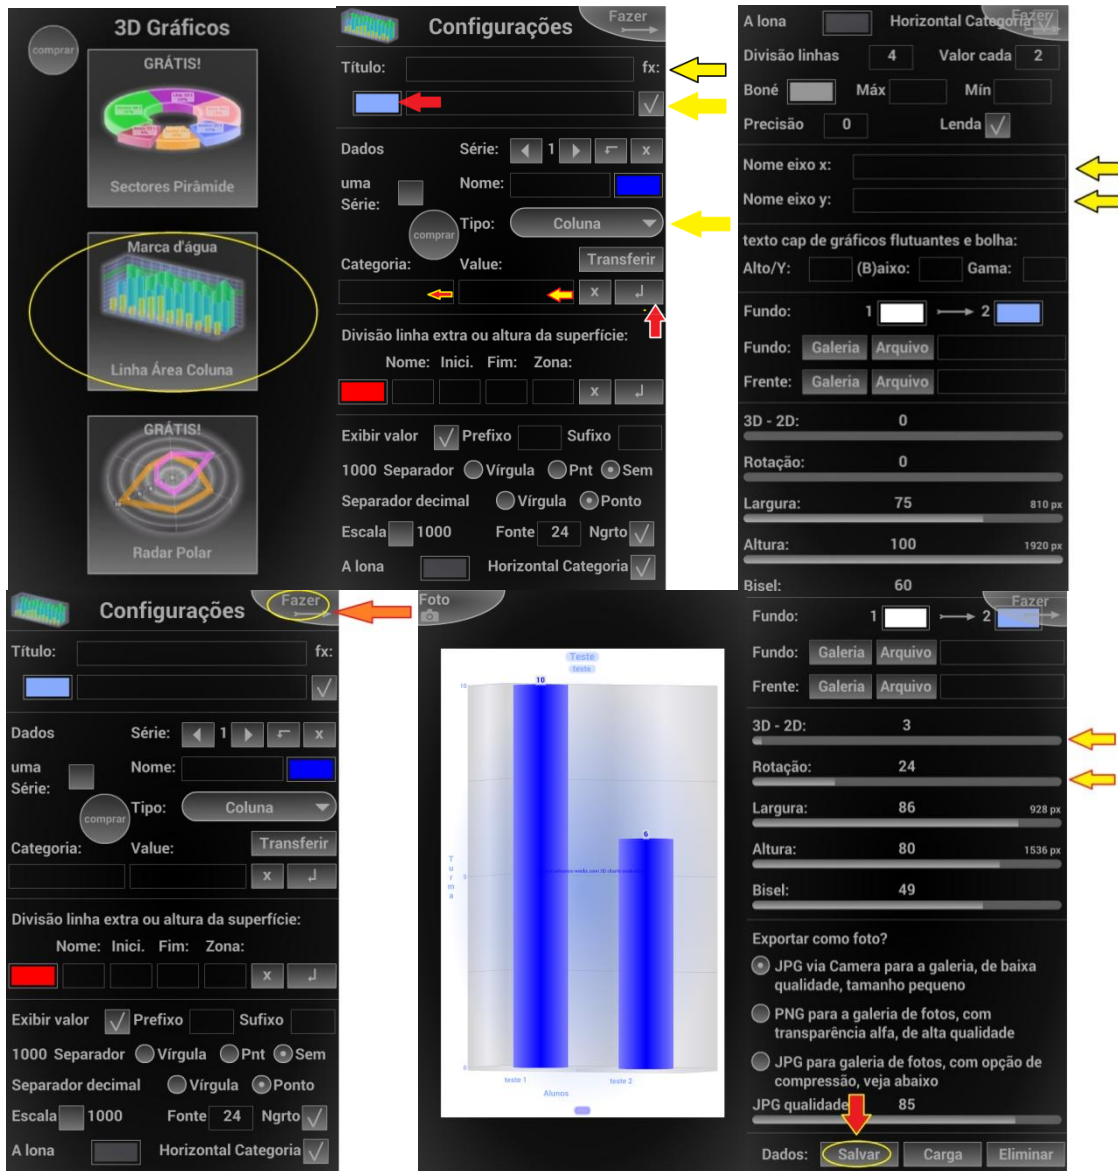 3D Gráficos
comprar
GRÁTIS!
Sectores Pirâmide
Marca d'água
Linha Área Coluna
GRÁTIS!
Radar Polar
Configurações
Fazer
Título:
fx:
Dados
Série:
1
x
uma
Série:
Nome:
comprar
Tipo:
Coluna
Categoria:
Value:
Transferir
x
Divisão linha extra ou altura da superfície:
Nome: Inici. Fim: Zona:
x
Exibir valor
Prefixo
Sufixo
1000 Separador
Vírgula
Pnt
Sem
Separador decimal
Vírgula
Ponto
Escala
1000
Fonte
24
Ngrto
A lona
Horizontal Categoria
A lona
Horizontal Categoria
Fazer
Divisão linhas
4
Valor cada
2
Boné
Máx
Mín
Precisão
0
Lenda
Nome eixo x:
Nome eixo y:
texto cap de gráficos flutuantes e bolha:
Alto/Y:
(B)aixo:
Gama:
Fundo:
1
2
Fundo:
Galeria
Arquivo
Frente:
Galeria
Arquivo
3D - 2D:
0
Rotação:
0
Largura:
75
810 px
Altura:
100
1920 px
Bisel:
60
Configurações
Fazer
Título:
fx:
Dados
Série:
1
x
uma
Série:
Nome:
comprar
Tipo:
Coluna
Categoria:
Value:
Transferir
x
Divisão linha extra ou altura da superfície:
Nome: Inici. Fim: Zona:
x
Exibir valor
Prefixo
Sufixo
1000 Separador
Vírgula
Pnt
Sem
Separador decimal
Vírgula
Ponto
Escala
1000
Fonte
24
Ngrto
A lona
Horizontal Categoria
Foto
Teste
teste
10
10
6
5
0
Turma
teste 1
teste 2
Alunos
Fundo:
1
2
Fazer
Fundo:
Galeria
Arquivo
Frente:
Galeria
Arquivo
3D - 2D:
3
Rotação:
24
Largura:
86
928 px
Altura:
80
1536 px
Bisel:
49
Exportar como foto?
JPG via Camera para a galeria, de baixa
qualidade, tamanho pequeno
PNG para a galeria de fotos, com
transparência alfa, de alta qualidade
JPG para galeria de fotos, com opção de
compressão, veja abaixo
JPG qualidade
85
Dados:
Salvar
Carga
Eliminar